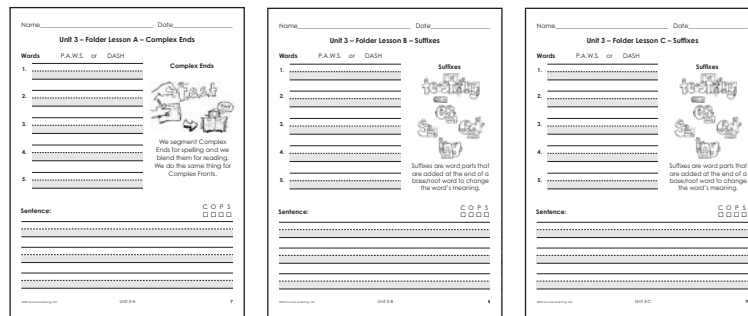 Name Date
Unit 3 – Folder Lesson A – Complex Ends
Words P.A.W.S. or DASH
Complex Ends
1.
2.
3.
4.
5.
We segment Complex
Ends for spelling and we
blend them for reading.
We do the same thing for
Complex Fronts.
Sentence:
C O P S
Unit 3-A
7
Name Date
Unit 3 – Folder Lesson B – Suffixes
Words P.A.W.S. or DASH
Suffixes
1.
2.
3.
4.
5.
Suffixes are word parts that
are added at the end of a
base/root word to change
the word's meaning.
Sentence:
C O P S
Unit 3-B
8
Name Date
Unit 3 – Folder Lesson C – Suffixes
Words P.A.W.S. or DASH
Suffixes
1.
2.
3.
4.
5.
Suffixes are word parts that
are added at the end of a
base/root word to change
the word's meaning.
Sentence:
C O P S
Unit 3-C
9